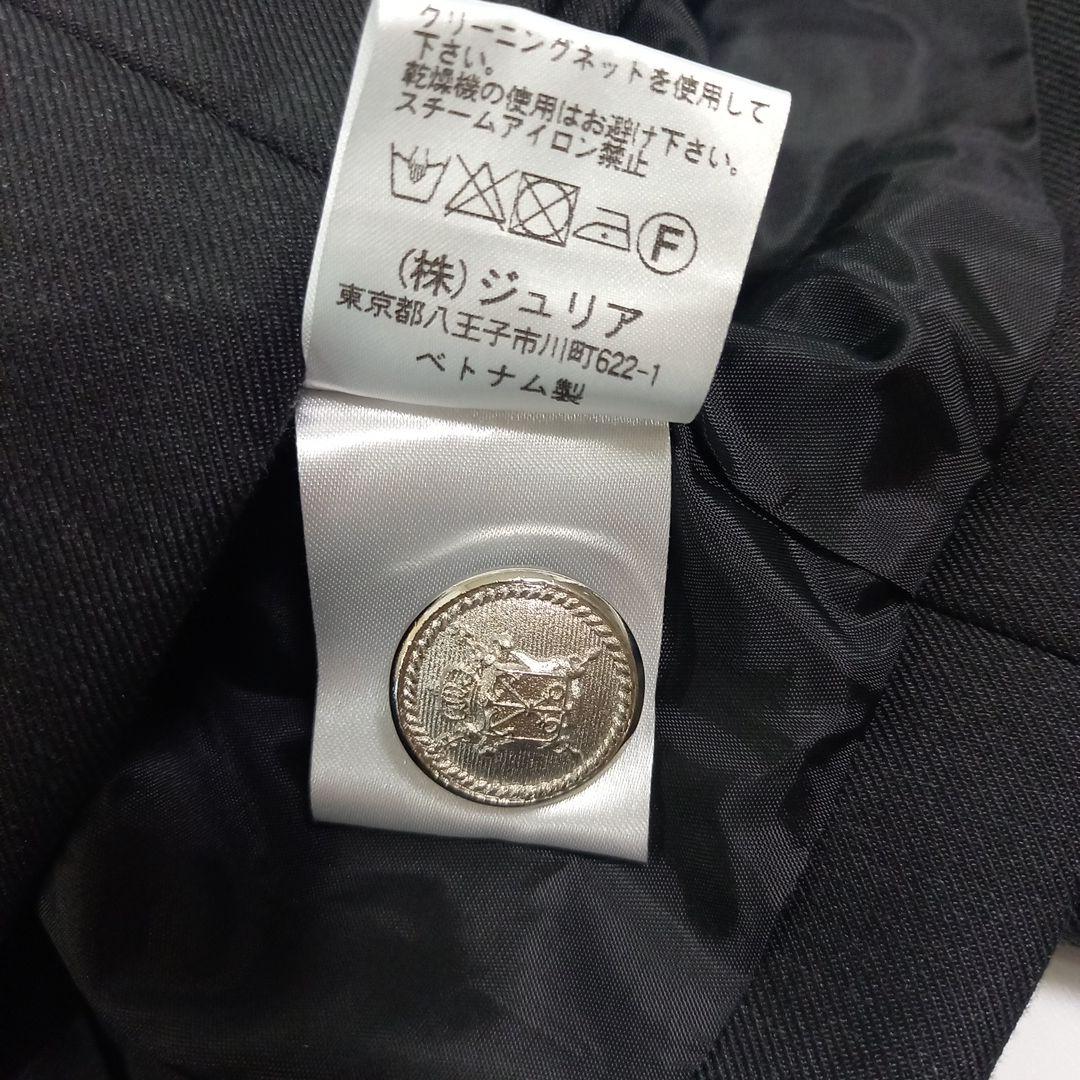 クリーニングネットを使用して
下さい。
乾燥機の使用はお避け下さい。
スチームアイロン禁止
F
(株)ジュリア
東京都八王子市川町622-1
ベトナム製